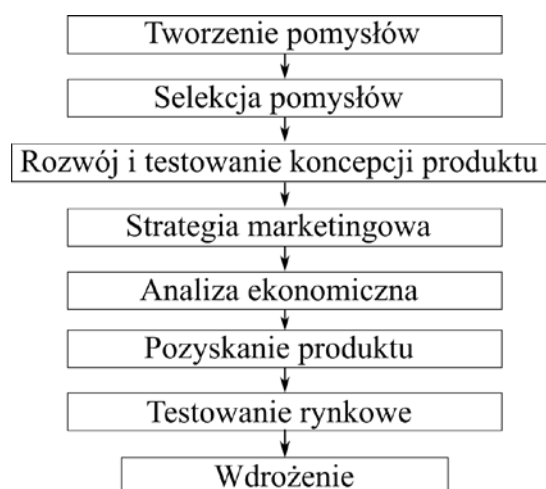 Tworzenie pomysłów
Selekcja pomysłów
Rozwój i testowanie koncepcji produktu
Strategia marketingowa
Analiza ekonomiczna
Pozyskanie produktu
Testowanie rynkowe
Wdrożenie